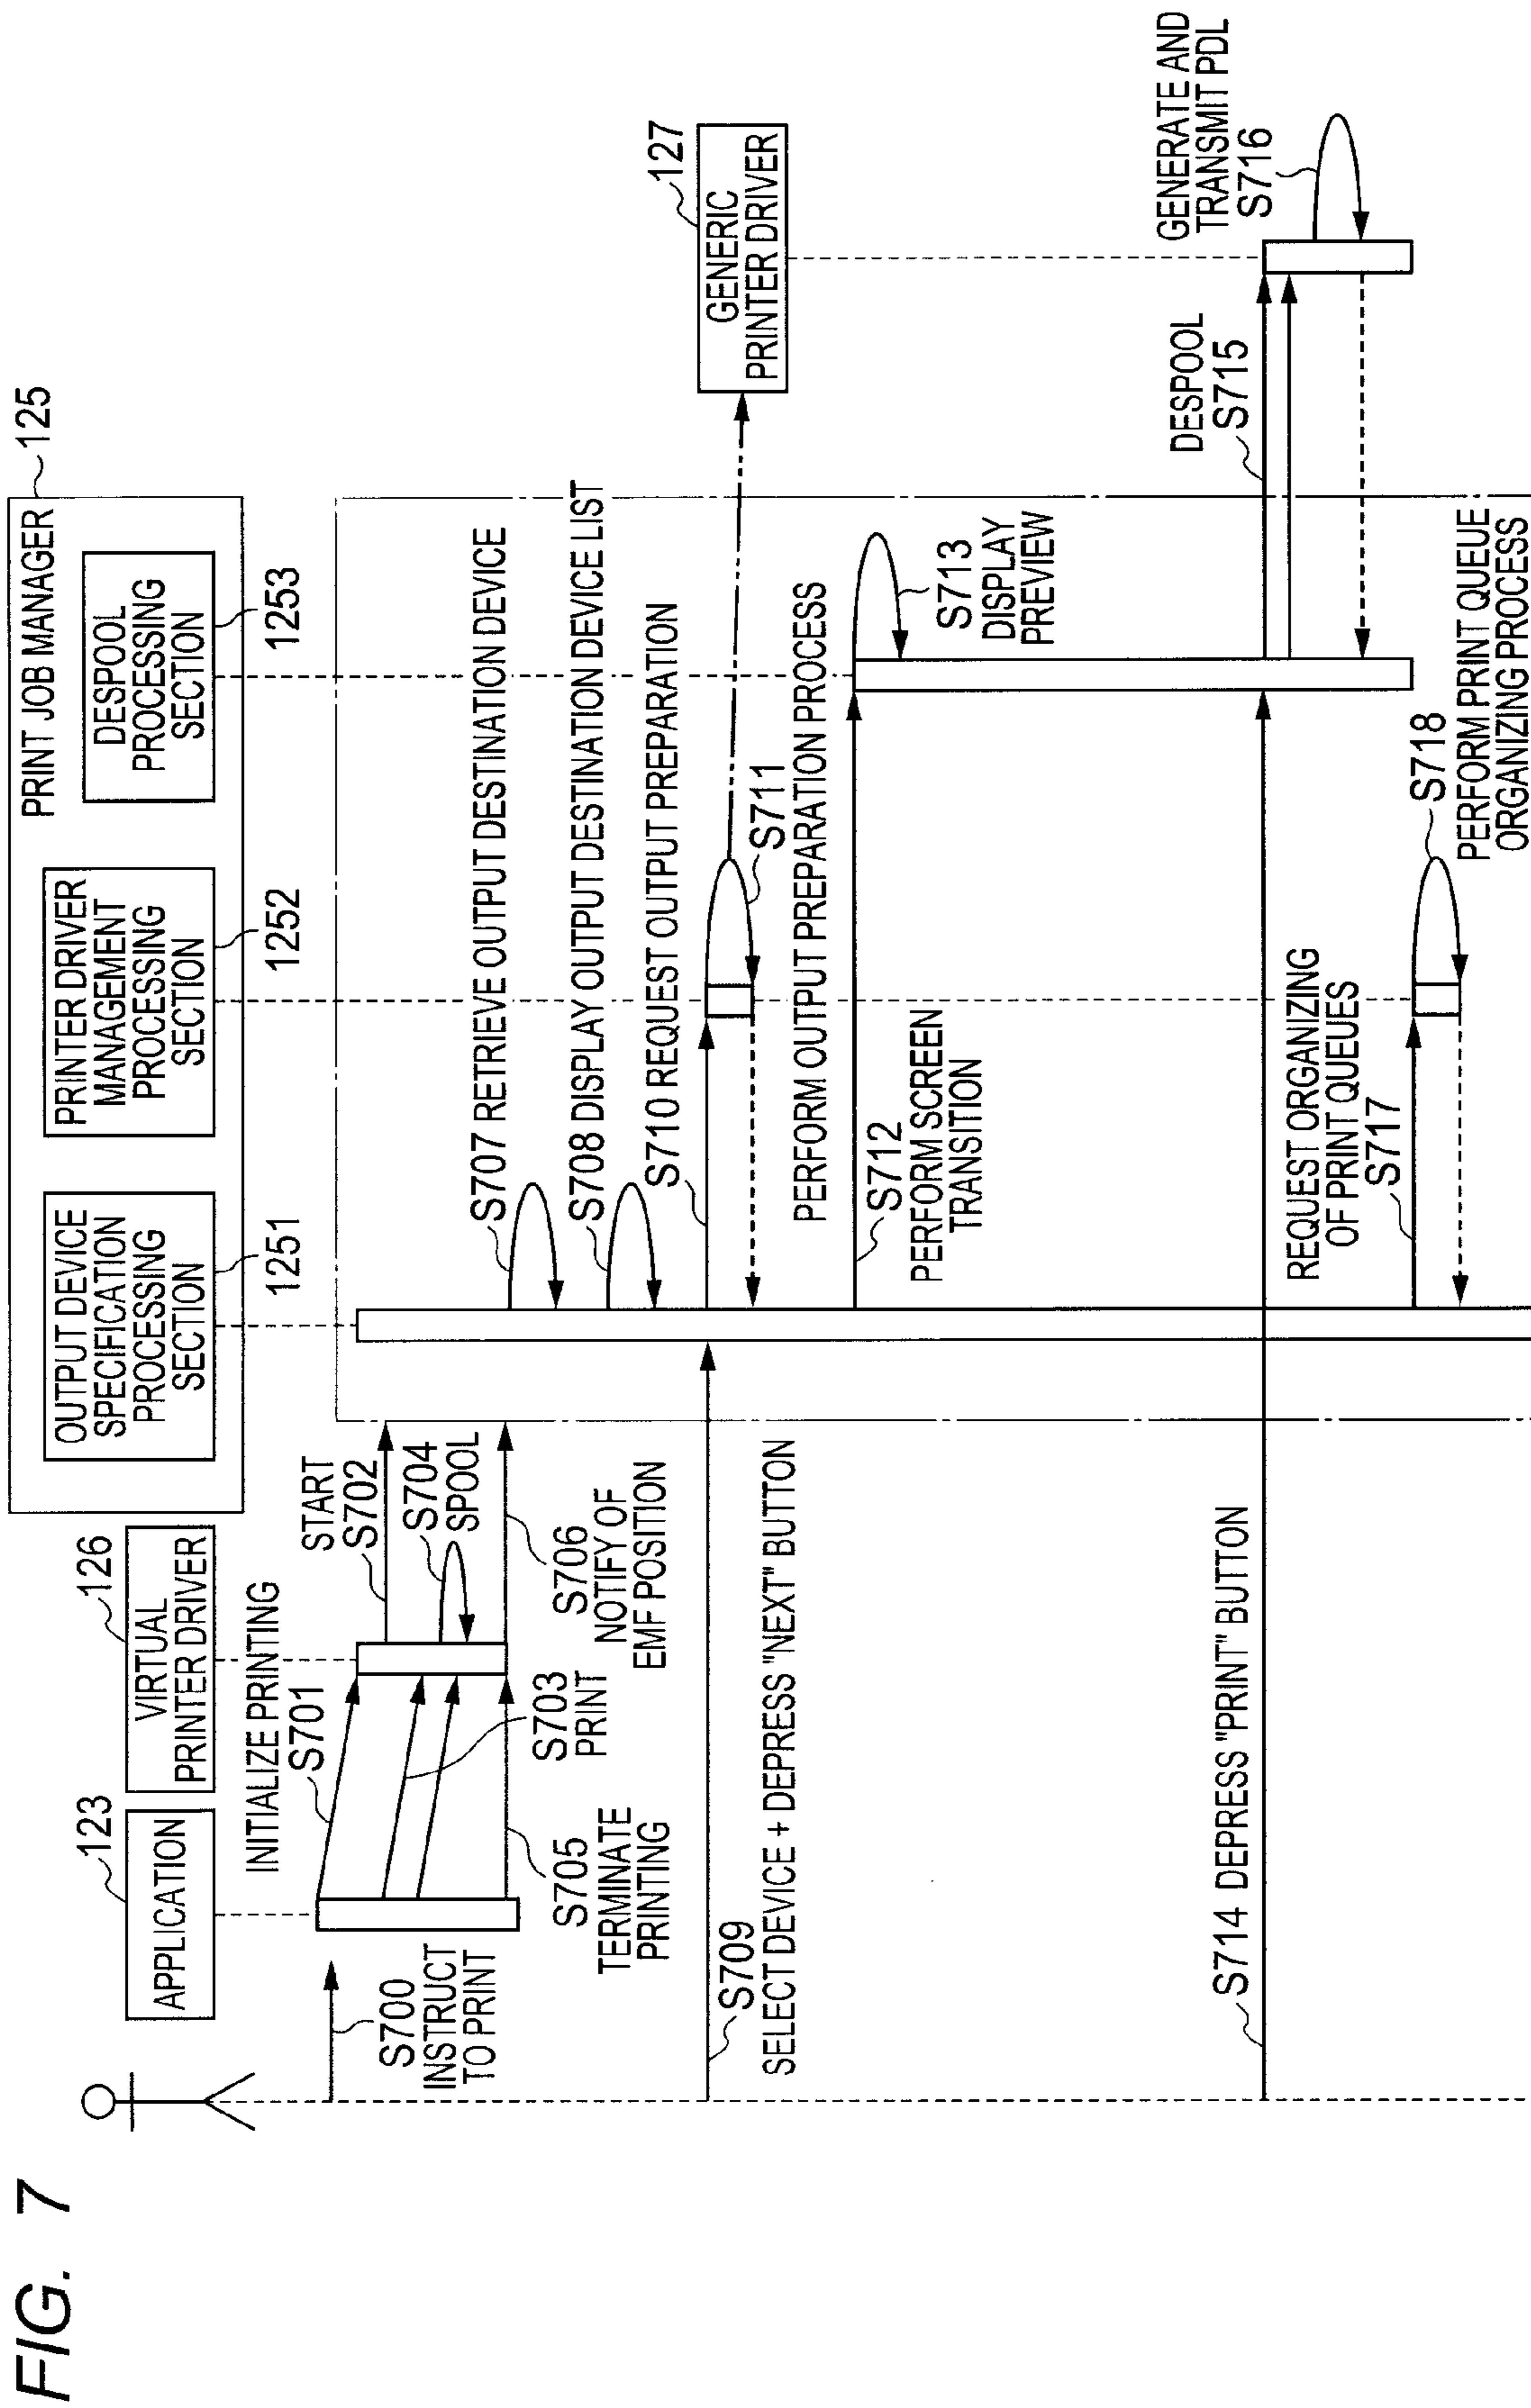 FIG. 7
APPLICATION
123
VIRTUAL
PRINTER DRIVER
126
PRINT JOB MANAGER
125
OUTPUT DEVICE
SPECIFICATION
PROCESSING
SECTION
1251
PRINTER DRIVER
MANAGEMENT
PROCESSING
SECTION
1252
DESPOOL
PROCESSING
SECTION
1253
GENERIC
PRINTER DRIVER
127
S700
INSTRUCT
TO PRINT
INITIALIZE PRINTING
S701
START
S702
S703
PRINT
S704
SPOOL
S705
TERMINATE
PRINTING
S706
NOTIFY OF
EMF POSITION
S707 RETRIEVE OUTPUT DESTINATION DEVICE
S708 DISPLAY OUTPUT DESTINATION DEVICE LIST
S709
SELECT DEVICE + DEPRESS "NEXT" BUTTON
S710 REQUEST OUTPUT PREPARATION
S711
PERFORM OUTPUT PREPARATION PROCESS
S712
PERFORM SCREEN
TRANSITION
S713
DISPLAY
PREVIEW
S714 DEPRESS "PRINT" BUTTON
DESPOOL
S715
GENERATE AND
TRANSMIT PDL
S716
REQUEST ORGANIZING
OF PRINT QUEUES
S717
S718
PERFORM PRINT QUEUE
ORGANIZING PROCESS